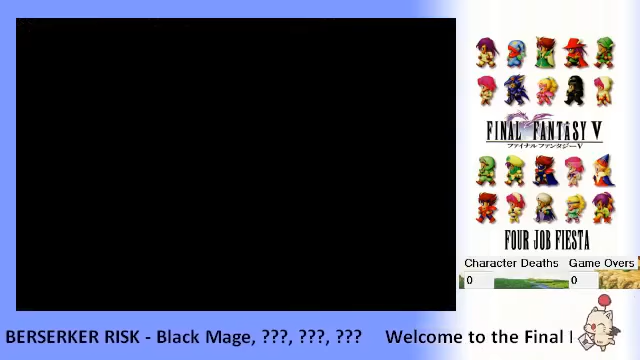 FINAL FANTASY V
ファイナルファンタジーV
FOUR JOB FIESTA
Character Deaths Game Overs
0 0
BERSERKER RISK - Black Mage, ???, ???, ??? Welcome to the Final